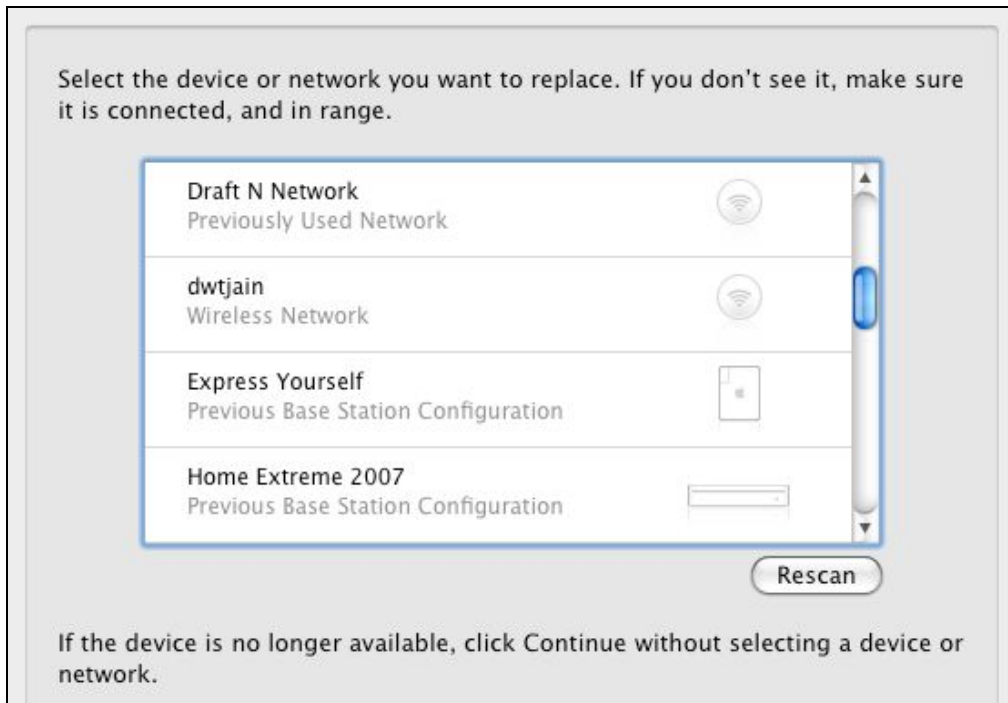 Select the device or network you want to replace. If you don’t see it, make sure
it is connected, and in range.
Draft N Network
Previously Used Network
dwtjain
Wireless Network
Express Yourself
Previous Base Station Configuration
Home Extreme 2007
Previous Base Station Configuration
Rescan
If the device is no longer available, click Continue without selecting a device or
network.